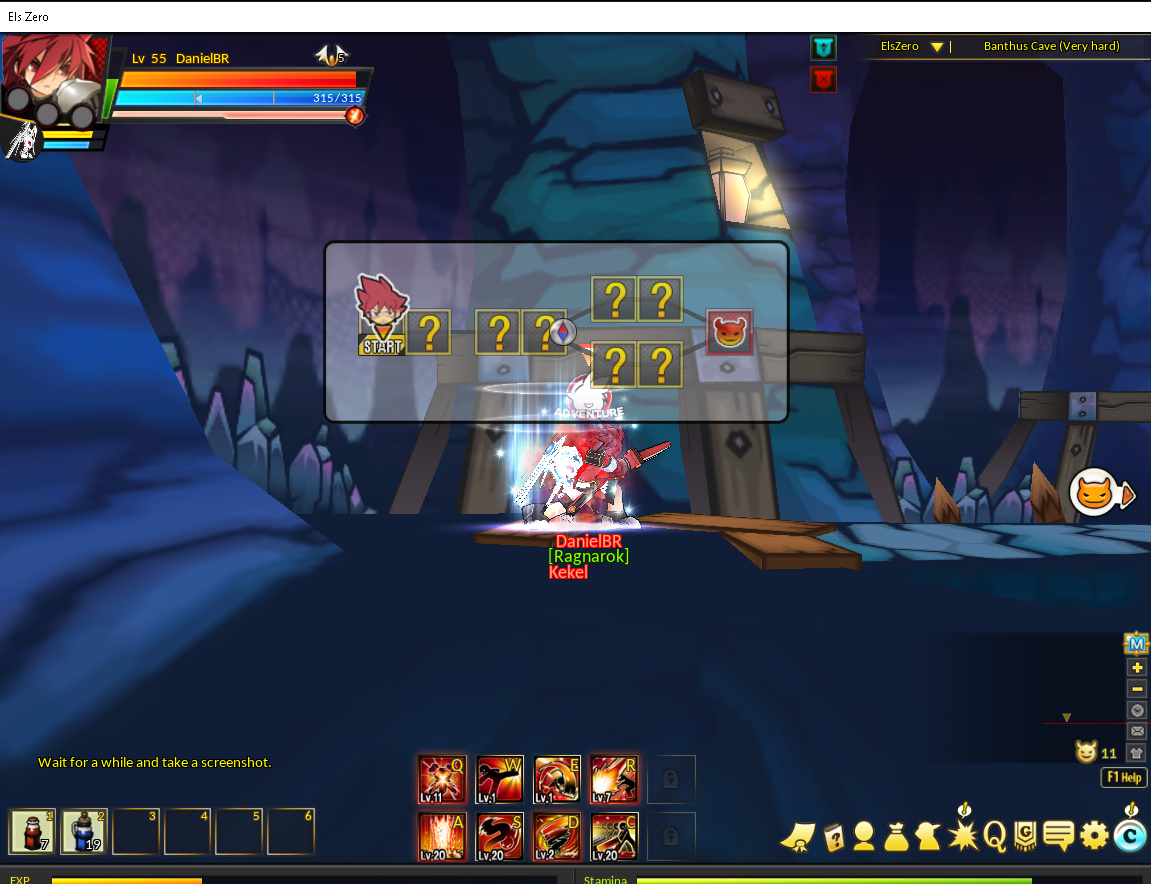 Els Zero
Lv 55 DanielBR
5
ElsZero
Banthus Cave (Very hard)
315/315
? ? ? ? ?
START
? ?
ADVENTURE
DanielBR
[Ragnarok]
Kekel
M
11
F1 Help
Wait for a while and take a screenshot.
Q W E R
Lv.11 Lv.1 Lv.1 Lv.7
1 2 3 4 5 6
7 19
A S D C
Lv.20 Lv.20 Lv.2 Lv.20
? Q G C
EXP
Stamina